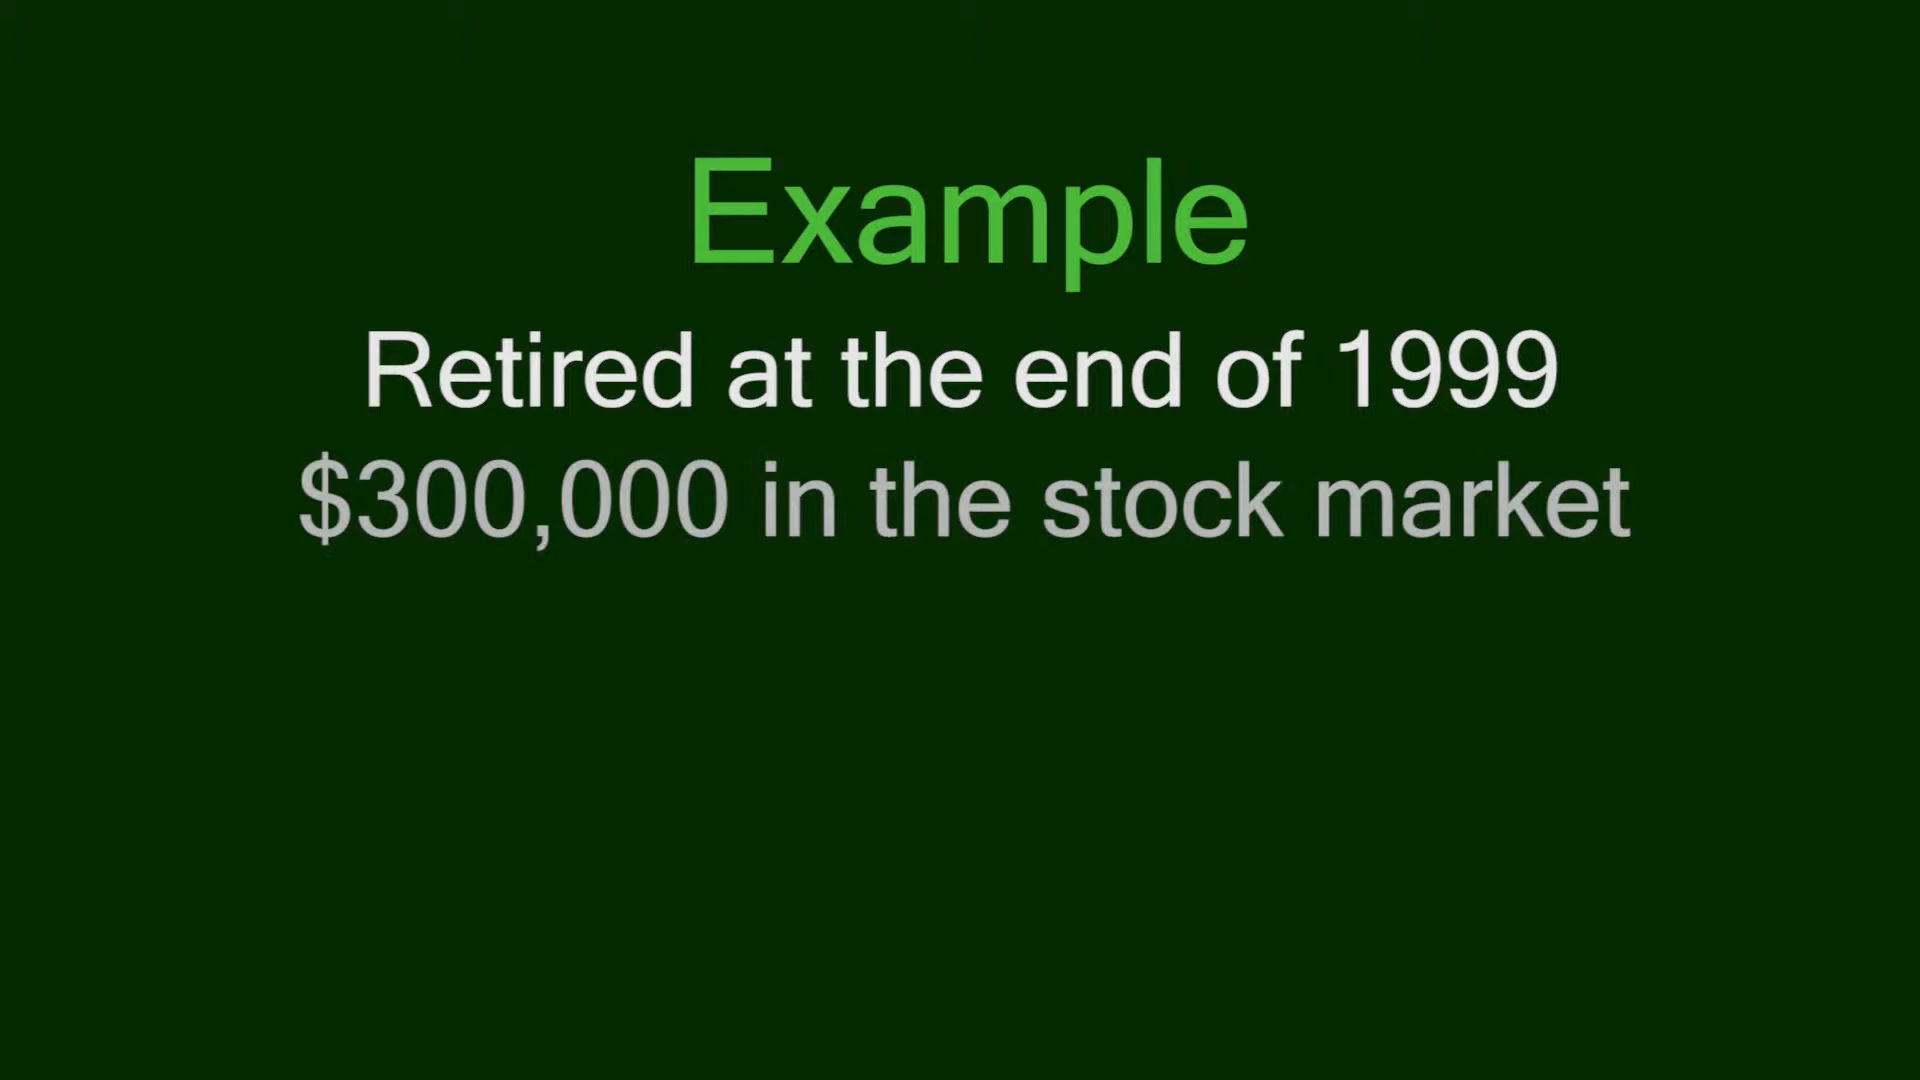 Example
Retired at the end of 1999
$300,000 in the stock market